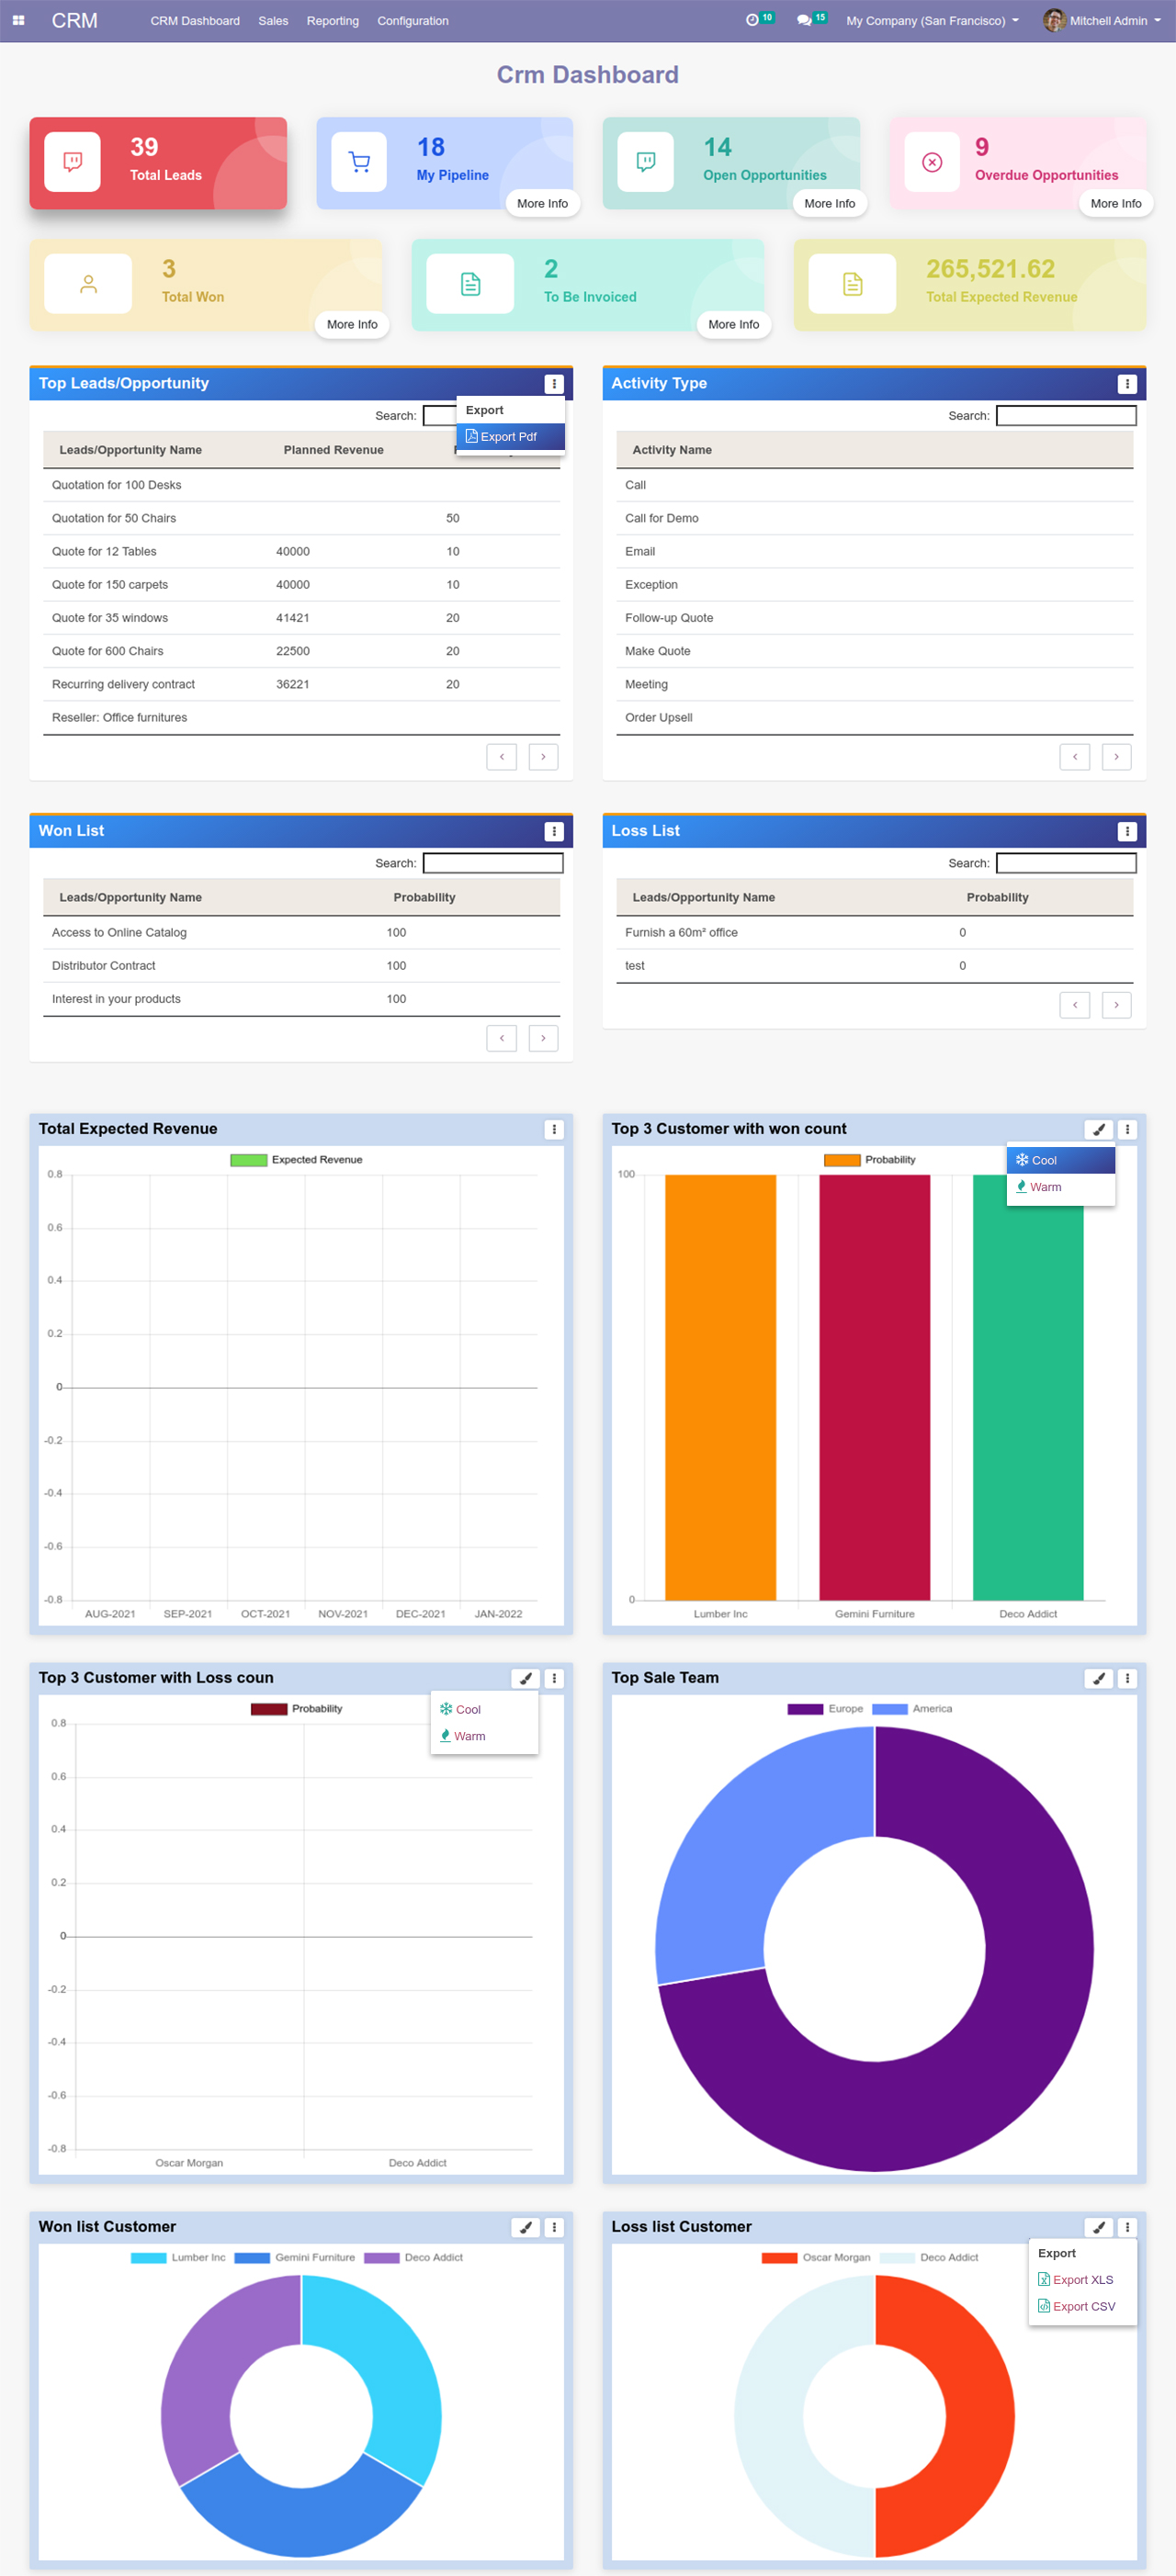 CRM CRM Dashboard Sales Reporting Configuration 10 15 My Company (San Francisco) Mitchell Admin
Crm Dashboard
39
Total Leads
18
My Pipeline
More Info
14
Open Opportunities
More Info
9
Overdue Opportunities
More Info
3
Total Won
More Info
2
To Be Invoiced
More Info
265,521.62
Total Expected Revenue
Top Leads/Opportunity
Export
Export Pdf
Search:
Leads/Opportunity Name Planned Revenue
Quotation for 100 Desks
Quotation for 50 Chairs 50
Quote for 12 Tables 40000 10
Quote for 150 carpets 40000 10
Quote for 35 windows 41421 20
Quote for 600 Chairs 22500 20
Recurring delivery contract 36221 20
Reseller: Office furnitures
Activity Type
Search:
Activity Name
Call
Call for Demo
Email
Exception
Follow-up Quote
Make Quote
Meeting
Order Upsell
Won List
Search:
Leads/Opportunity Name Probability
Access to Online Catalog 100
Distributor Contract 100
Interest in your products 100
Loss List
Search:
Leads/Opportunity Name Probability
Furnish a 60m² office 0
test 0
Total Expected Revenue
Expected Revenue
0.8
0.6
0.4
0.2
0
-0.2
-0.4
-0.6
-0.8
AUG-2021 SEP-2021 OCT-2021 NOV-2021 DEC-2021 JAN-2022
Top 3 Customer with won count
Cool
Warm
Probability
100
0
Lumber Inc Gemini Furniture Deco Addict
Top 3 Customer with Loss coun
Cool
Warm
Probability
0.8
0.6
0.4
0.2
0
-0.2
-0.4
-0.6
-0.8
Oscar Morgan Deco Addict
Top Sale Team
Europe America
Won list Customer
Lumber Inc Gemini Furniture Deco Addict
Loss list Customer
Oscar Morgan Deco Addict
Export
Export XLS
Export CSV